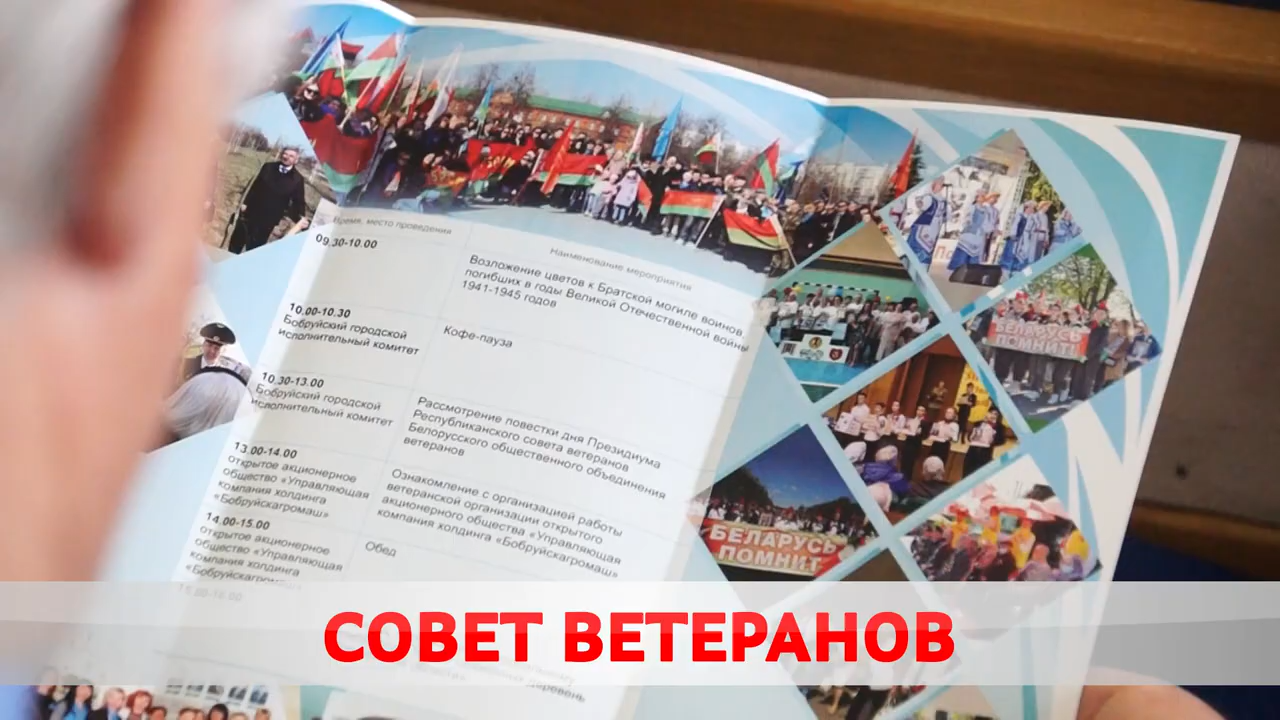 Время, место проведения
Наименование мероприятия
09.30-10.00
Возложение цветов к Братской могиле воинов,
погибших в годы Великой Отечественной войны
1941-1945 годов
10.00-10.30
Бобруйский городской
исполнительный комитет
Кофе-пауза
10.30-13.00
Бобруйский городской
исполнительный комитет
Рассмотрение повестки дня Президиума
Республиканского совета ветеранов
Белорусского общественного объединения
ветеранов
13.00-14.00
открытое акционерное
общество «Управляющая
компания холдинга
«Бобруйскагромаш»
Ознакомление с организацией работы
ветеранской организации открытого
акционерного общества «Управляющая
компания холдинга «Бобруйскагромаш»
14.00-15.00
открытое акционерное
общество «Управляющая
компания холдинга
«Бобруйскагромаш»
Обед
деревень
БЕЛАРУСЬ
ПОМНИТ!
БЕЛАРУСЬ
ПОМНИТ
СОВЕТ ВЕТЕРАНОВ